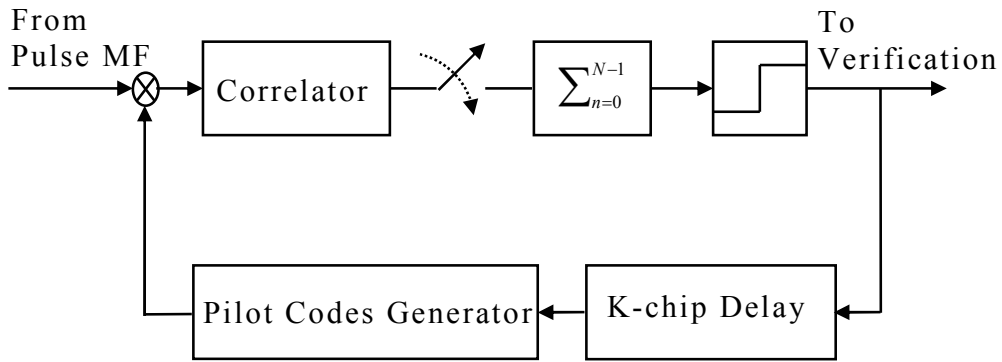 From
Pulse MF
Correlator
∑_{n=0}^{N-1}
To
Verification
Pilot Codes Generator
K-chip Delay